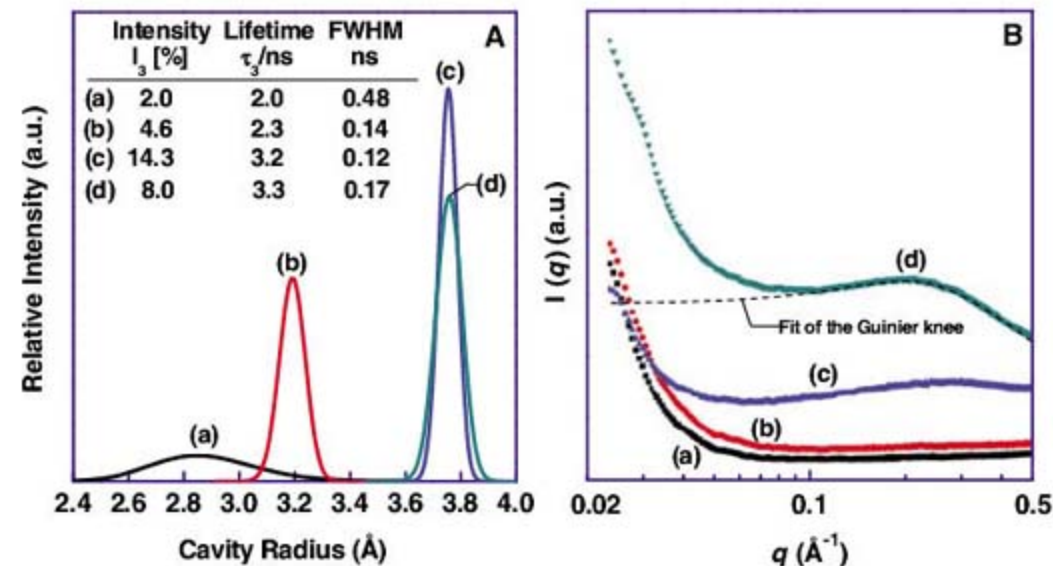 A
Intensity Lifetime FWHM
I3 [%] τ3/ns ns
(a) 2.0 2.0 0.48
(b) 4.6 2.3 0.14
(c) 14.3 3.2 0.12
(d) 8.0 3.3 0.17
(c)
(d)
(b)
(a)
Relative Intensity (a.u.)
2.4 2.6 2.8 3.0 3.2 3.4 3.6 3.8 4.0
Cavity Radius (Å)
B
I (q) (a.u.)
(d)
Fit of the Guinier knee
(c)
(b)
(a)
0.02 0.1 0.5
q (Å-1)